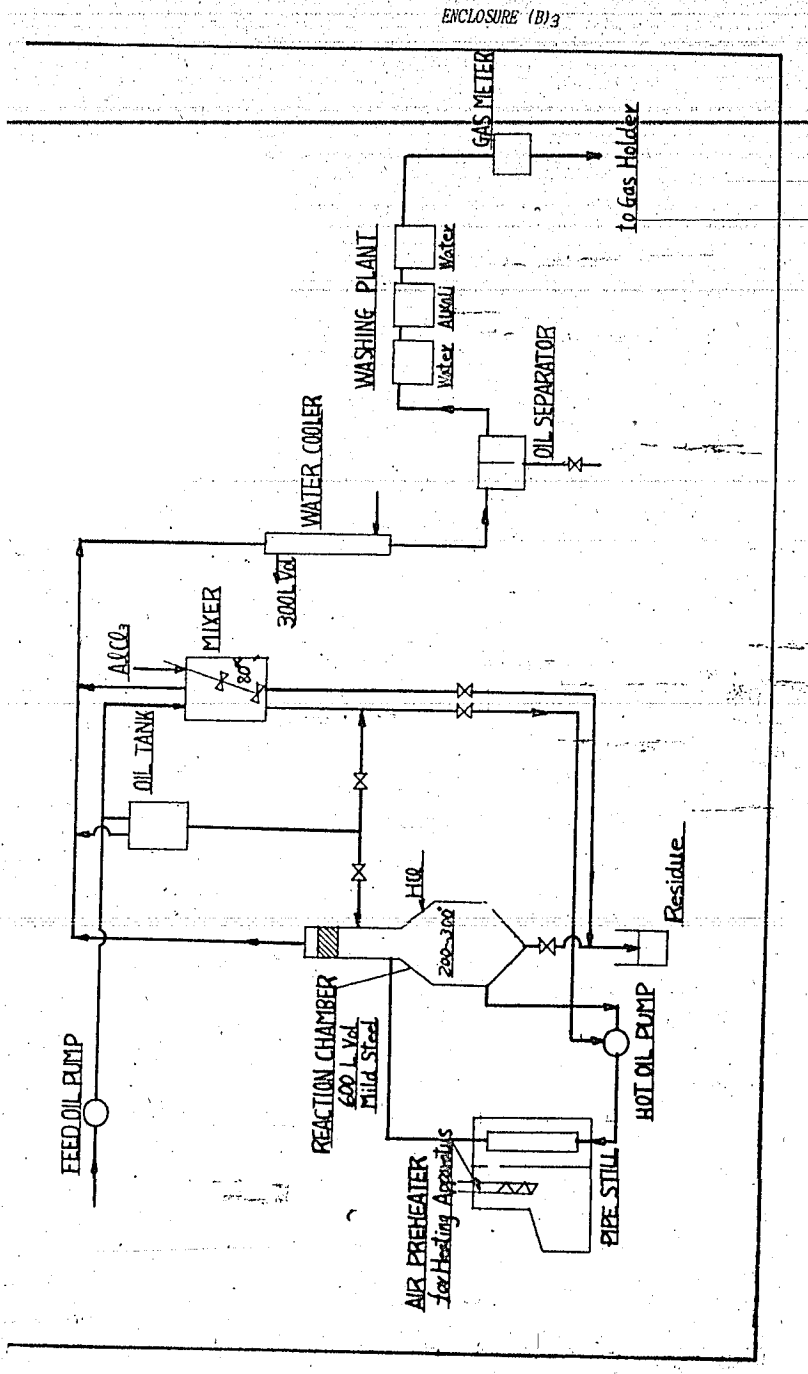 ENCLOSURE (B)3
FEED OIL PUMP
OIL TANK
AlCl3
MIXER
80°
300L Vol
WATER COOLER
WASHING PLANT
Water
Alkali
Water
GAS METER
to Gas Holder
OIL SEPARATOR
REACTION CHAMBER
600 L Vol
Mild Steel
HCl
200~300°
Residue
HOT OIL PUMP
AIR PREHEATER
for Heating Apparatus
PIPE STILL